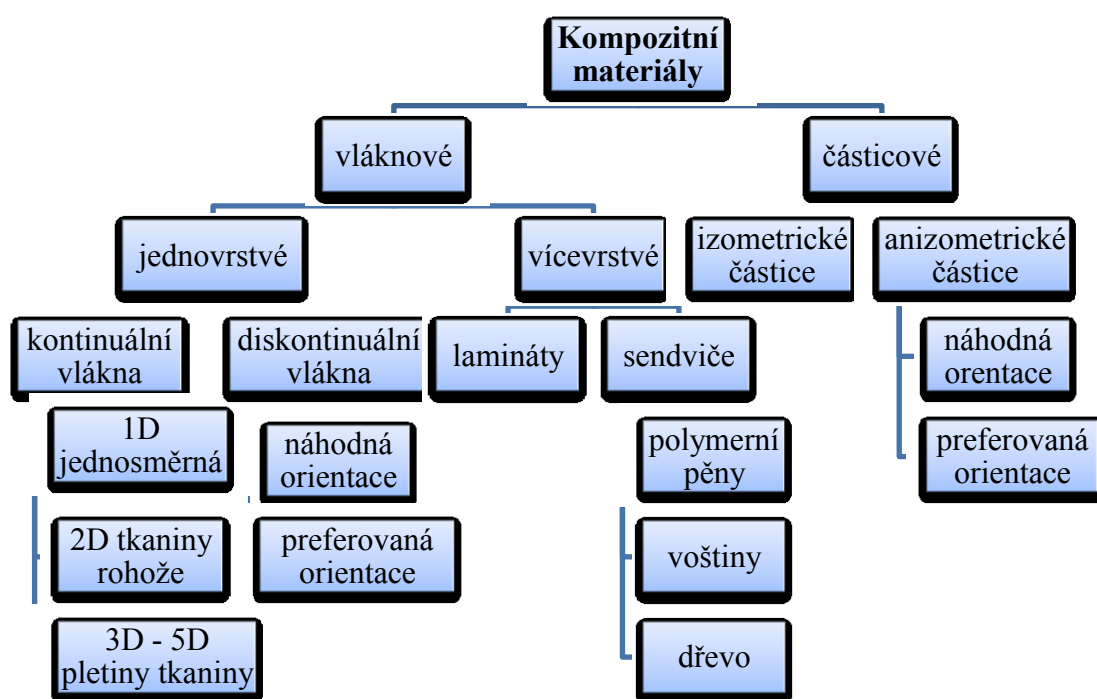 Kompozitní
materiály
vláknové
částicové
jednovrstvé
vícevrstvé
izometrické
částice
anizometrické
částice
kontinuální
vlákna
diskontinuální
vlákna
lamináty
sendviče
náhodná
orentace
1D
jednosměrná
náhodná
orientace
polymerní
pěny
preferovaná
orientace
2D tkaniny
rohože
preferovaná
orientace
voštiny
3D - 5D
pletiny tkaniny
dřevo